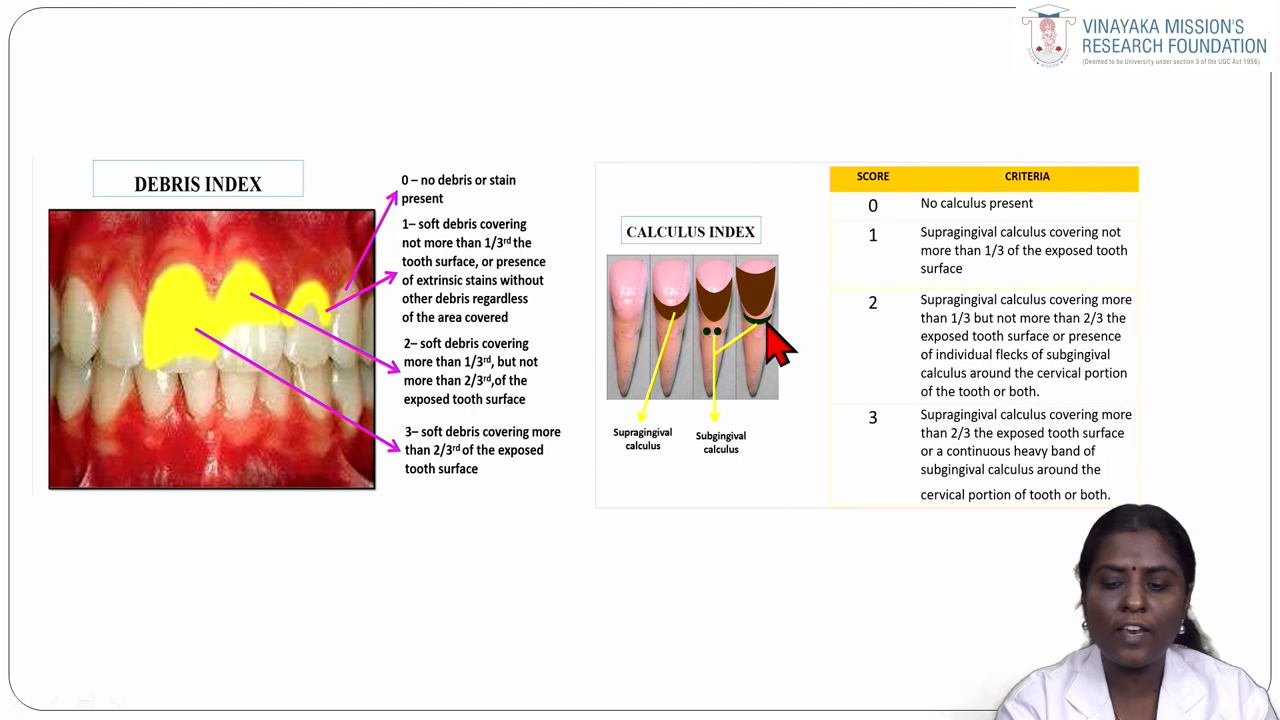 VINAYAKA MISSION'S
RESEARCH FOUNDATION
(Deemed to be University under section 3 of the UGC Act 1956)
DEBRIS INDEX
0 – no debris or stain
present
1– soft debris covering
not more than 1/3rd the
tooth surface, or presence
of extrinsic stains without
other debris regardless
of the area covered
2– soft debris covering
more than 1/3rd, but not
more than 2/3rd,of the
exposed tooth surface
3– soft debris covering more
than 2/3rd of the exposed
tooth surface
CALCULUS INDEX
Supragingival
calculus
Subgingival
calculus
SCORE CRITERIA
0 No calculus present
1 Supragingival calculus covering not
more than 1/3 of the exposed tooth
surface
2 Supragingival calculus covering more
than 1/3 but not more than 2/3 the
exposed tooth surface or presence
of individual flecks of subgingival
calculus around the cervical portion
of the tooth or both.
3 Supragingival calculus covering more
than 2/3 the exposed tooth surface
or a continuous heavy band of
subgingival calculus around the
cervical portion of tooth or both.